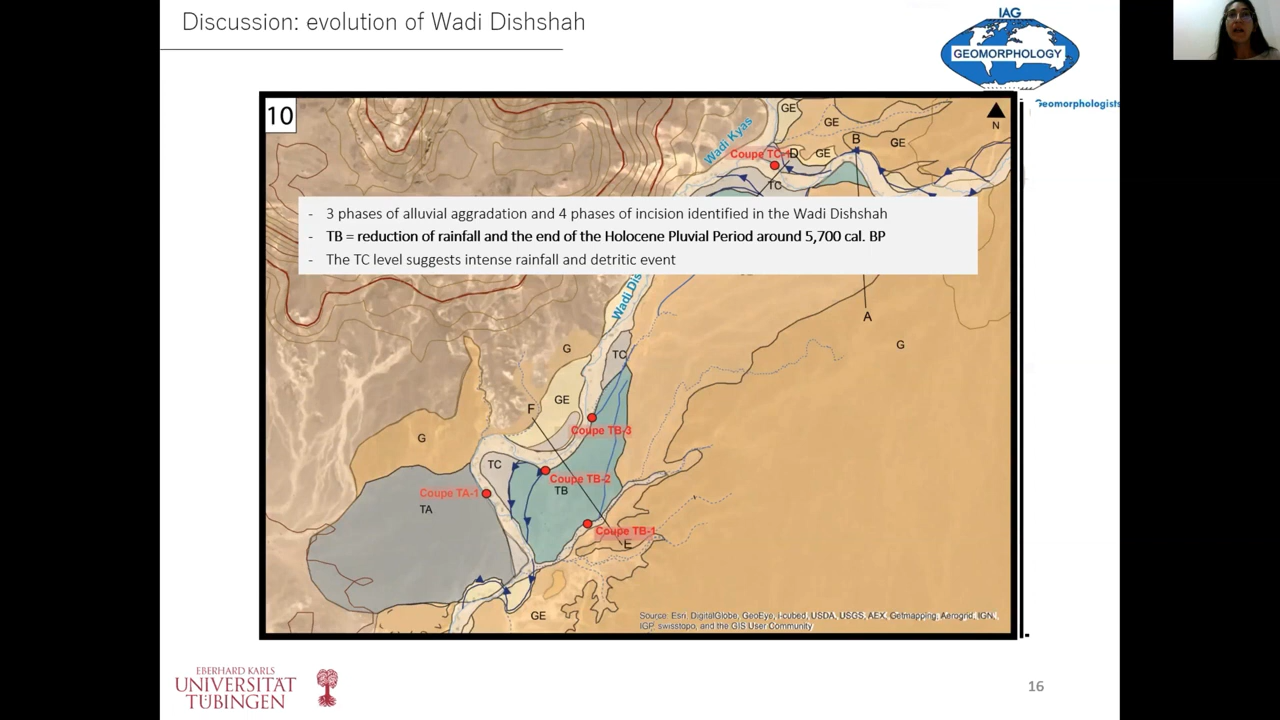 Discussion: evolution of Wadi Dishshah
IAG
GEOMORPHOLOGY
Geomorphologists
10
GE
GE
GE
GE
B
N
Wadi Kyas
Coupe TC-1
D
TC
- 3 phases of alluvial aggradation and 4 phases of incision identified in the Wadi Dishshah
- TB = reduction of rainfall and the end of the Holocene Pluvial Period around 5,700 cal. BP
- The TC level suggests intense rainfall and detritic event
Wadi Dis
A
G
G
TC
GE
F
Coupe TB-3
G
TC
Coupe TB-2
TB
Coupe TA-1
TA
Coupe TB-1
E
GE
Source: Esri, DigitalGlobe, GeoEye, i-cubed, USDA, USGS, AEX, Getmapping, Aerogrid, IGN,
IGP, swisstopo, and the GIS User Community
EBERHARD KARLS
UNIVERSITÄT
TÜBINGEN
16